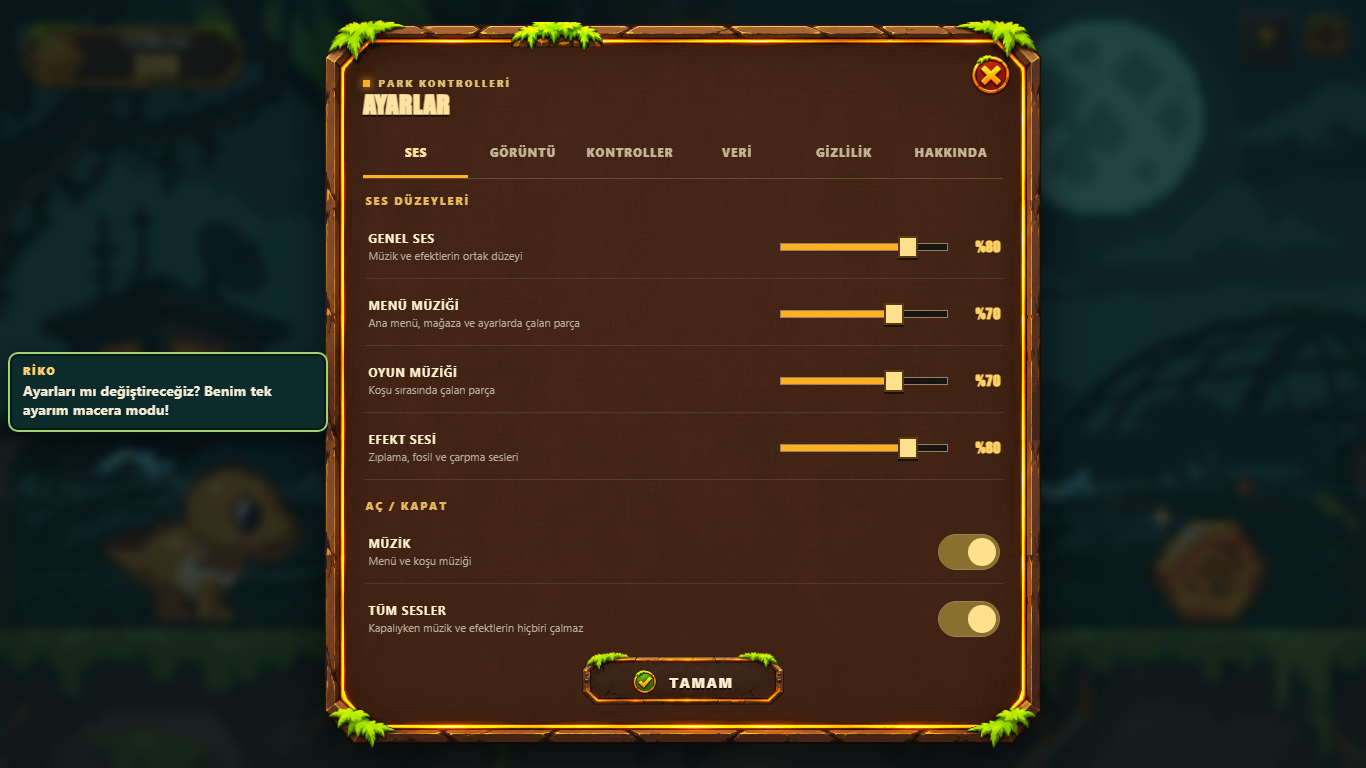 PARK KONTROLLERİ
AYARLAR
SES GÖRÜNTÜ KONTROLLER VERİ GİZLİLİK HAKKINDA
SES DÜZEYLERİ
GENEL SES
Müzik ve efektlerin ortak düzeyi
%80
MENÜ MÜZİĞİ
Ana menü, mağaza ve ayarlarda çalan parça
%70
RİKO
Ayarları mı değiştireceğiz? Benim tek
ayarım macera modu!
OYUN MÜZİĞİ
Koşu sırasında çalan parça
%70
EFEKT SESİ
Zıplama, fosil ve çarpma sesleri
%80
AÇ / KAPAT
MÜZİK
Menü ve koşu müziği
TÜM SESLER
Kapalıyken müzik ve efektlerin hiçbiri çalmaz
TAMAM